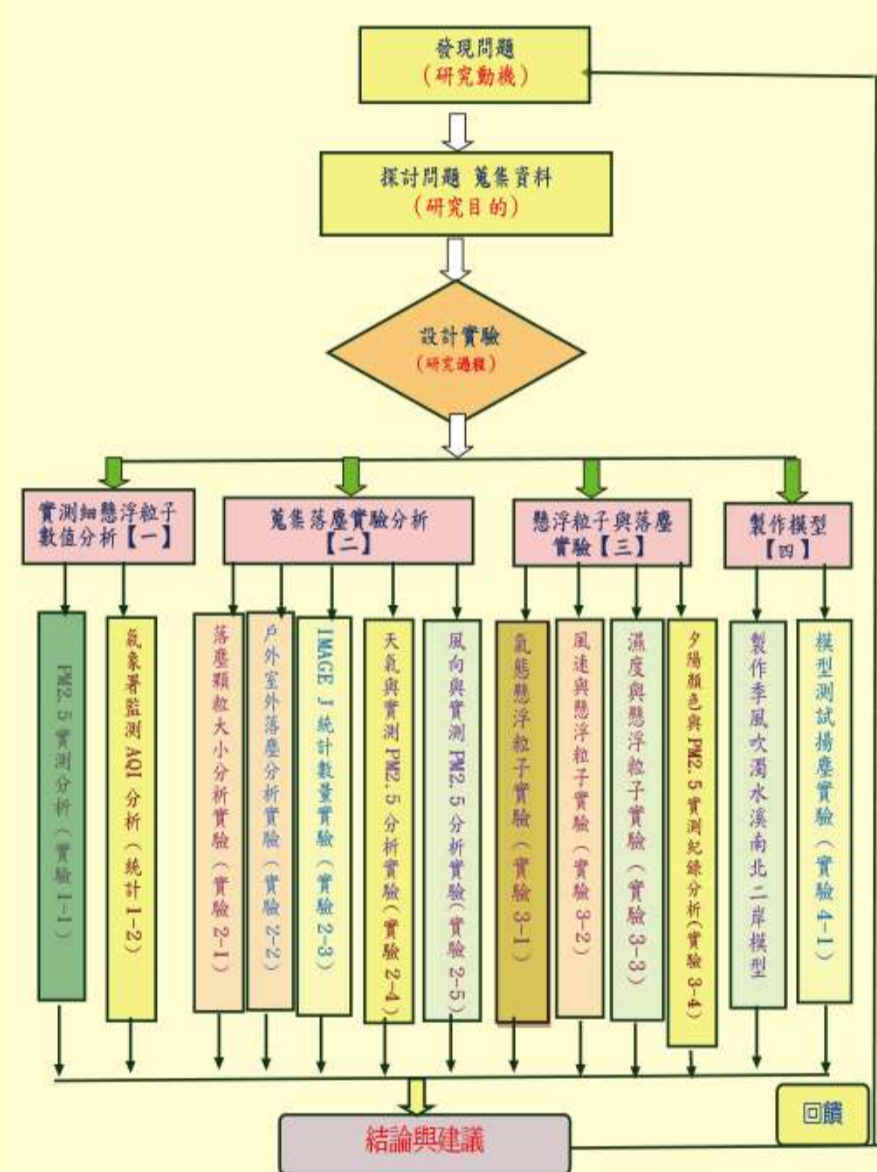 發現問題
(研究動機)
探討問題 蒐集資料
(研究目的)
設計實驗
(研究過程)
實測細懸浮粒子
數值分析【一】
蒐集落塵實驗分析
【二】
懸浮粒子與落塵
實驗【三】
製作模型
【四】
PM2.5實測分析(實驗1-1)
氣象署監測AQI分析(統計1-2)
落塵顆粒大小分析實驗(實驗2-1)
戶外室外落塵分析實驗(實驗2-2)
IMAGE J統計數量實驗(實驗2-3)
天氣與實測PM2.5分析實驗(實驗2-4)
風向與實測PM2.5分析實驗(實驗2-5)
氣態懸浮粒子實驗(實驗3-1)
風速與懸浮粒子實驗(實驗3-2)
濕度與懸浮粒子實驗(實驗3-3)
夕陽顏色與PM2.5實測紀錄分析(實驗3-4)
製作季風吹濁水溪南北二岸模型
模型測試揚塵實驗(實驗4-1)
回饋
結論與建議